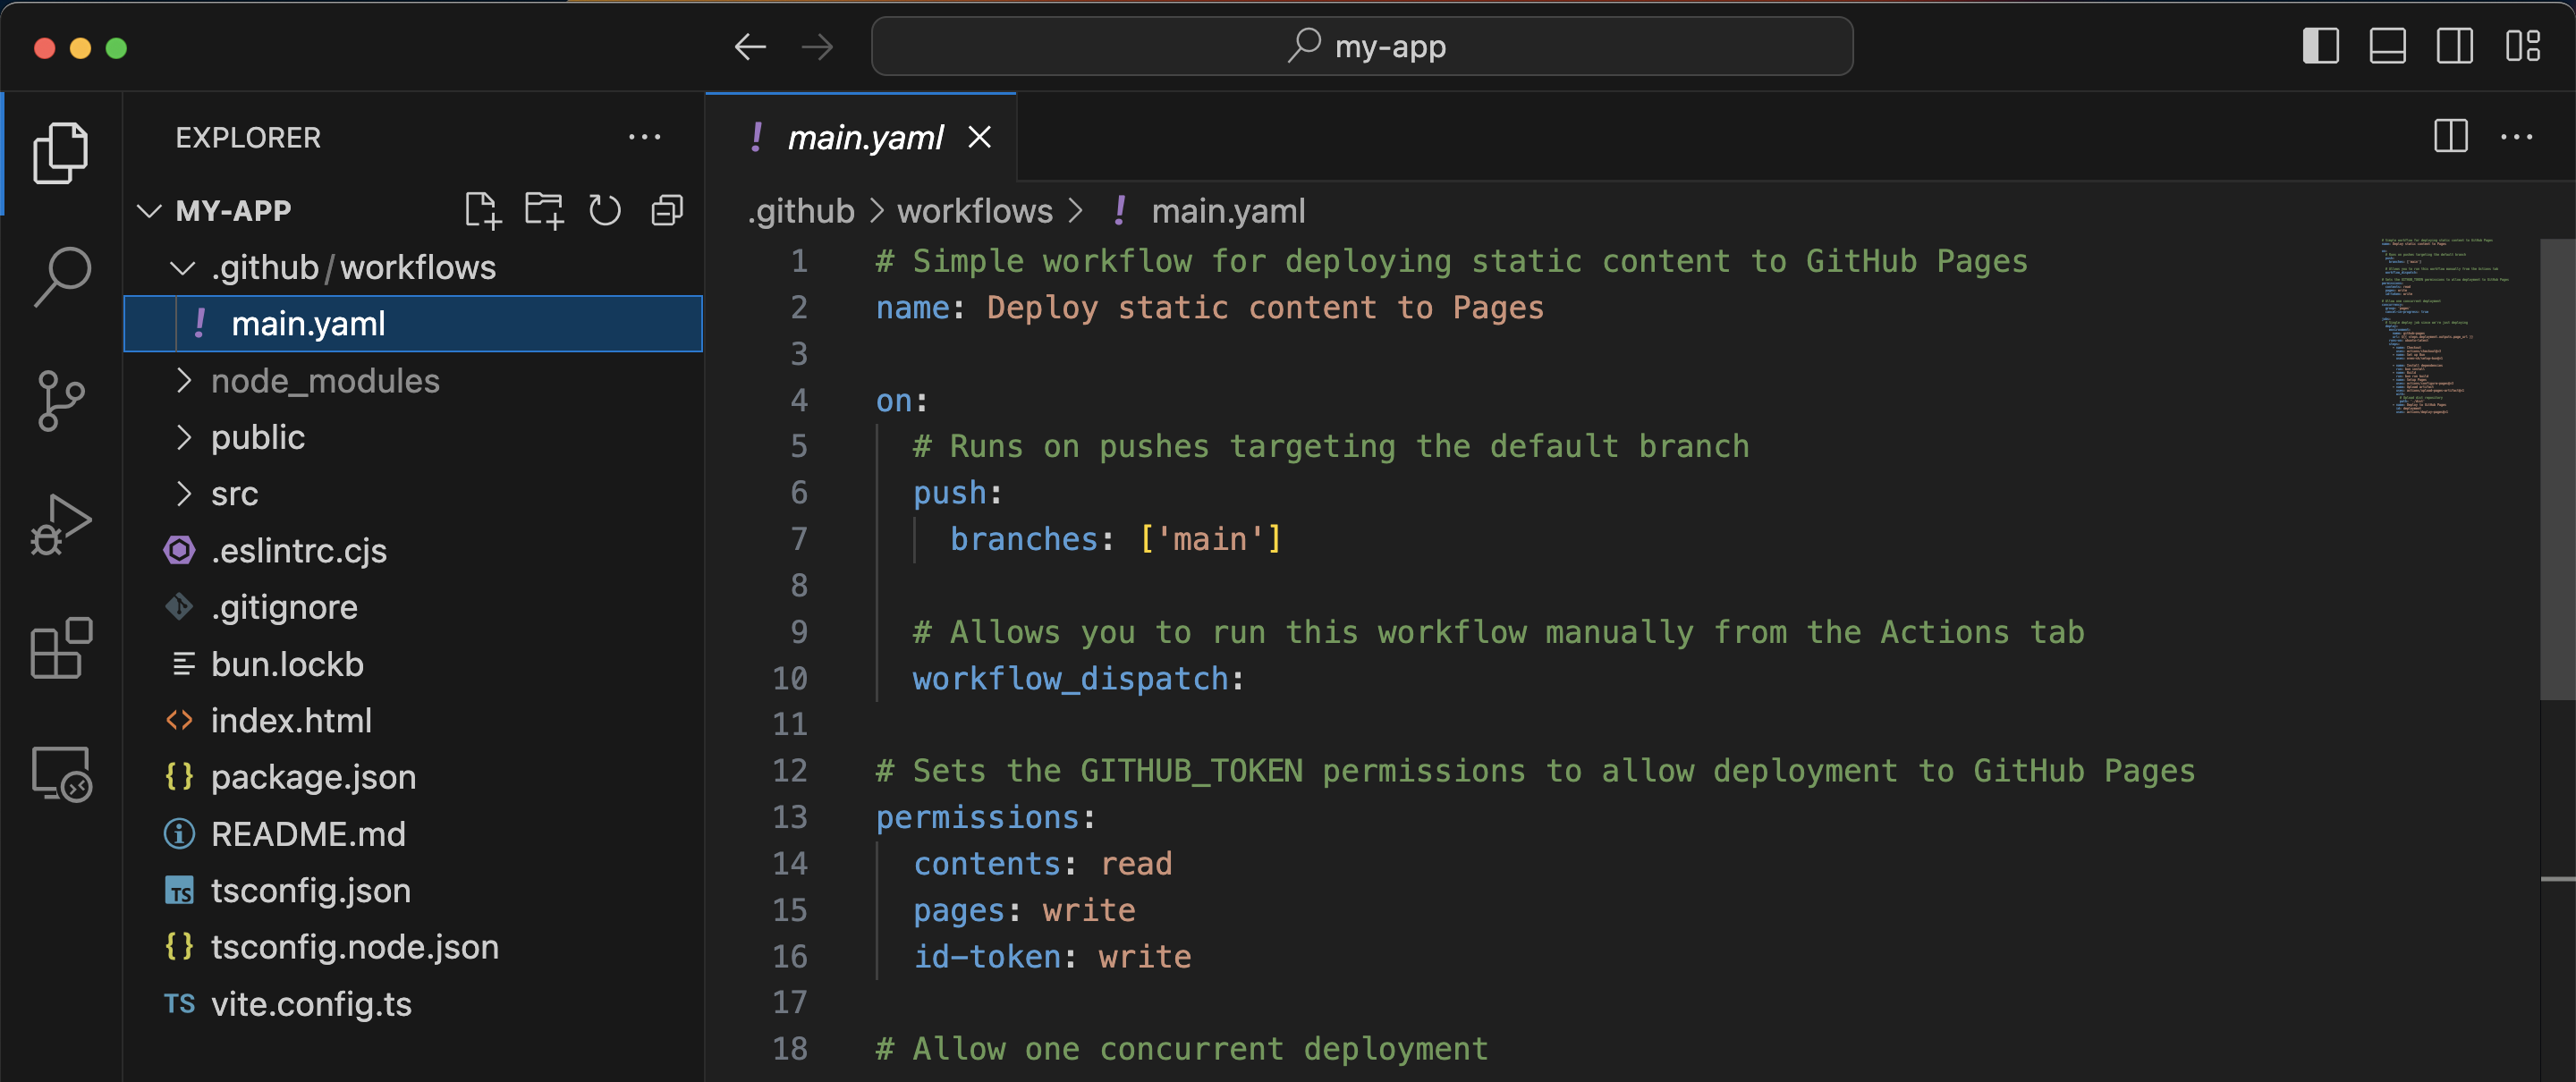 my-app
EXPLORER
MY-APP
.github/workflows
main.yaml
node_modules
public
src
.eslintrc.cjs
.gitignore
bun.lockb
index.html
package.json
README.md
TS tsconfig.json
tsconfig.node.json
TS vite.config.ts
! main.yaml
.github > workflows > ! main.yaml
1 # Simple workflow for deploying static content to GitHub Pages
2 name: Deploy static content to Pages
3
4 on:
5 # Runs on pushes targeting the default branch
6 push:
7 branches: ['main']
8
9 # Allows you to run this workflow manually from the Actions tab
10 workflow_dispatch:
11
12 # Sets the GITHUB_TOKEN permissions to allow deployment to GitHub Pages
13 permissions:
14 contents: read
15 pages: write
16 id-token: write
17
18 # Allow one concurrent deployment